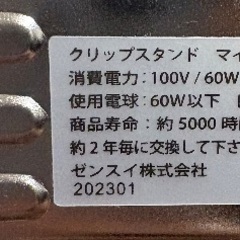 クリップスタンド マイ
消費電力：100V / 60W
使用電球：60W以下
商品寿命：約 5000 時
約２年毎に交換して下さ
ゼンスイ株式会社
202301